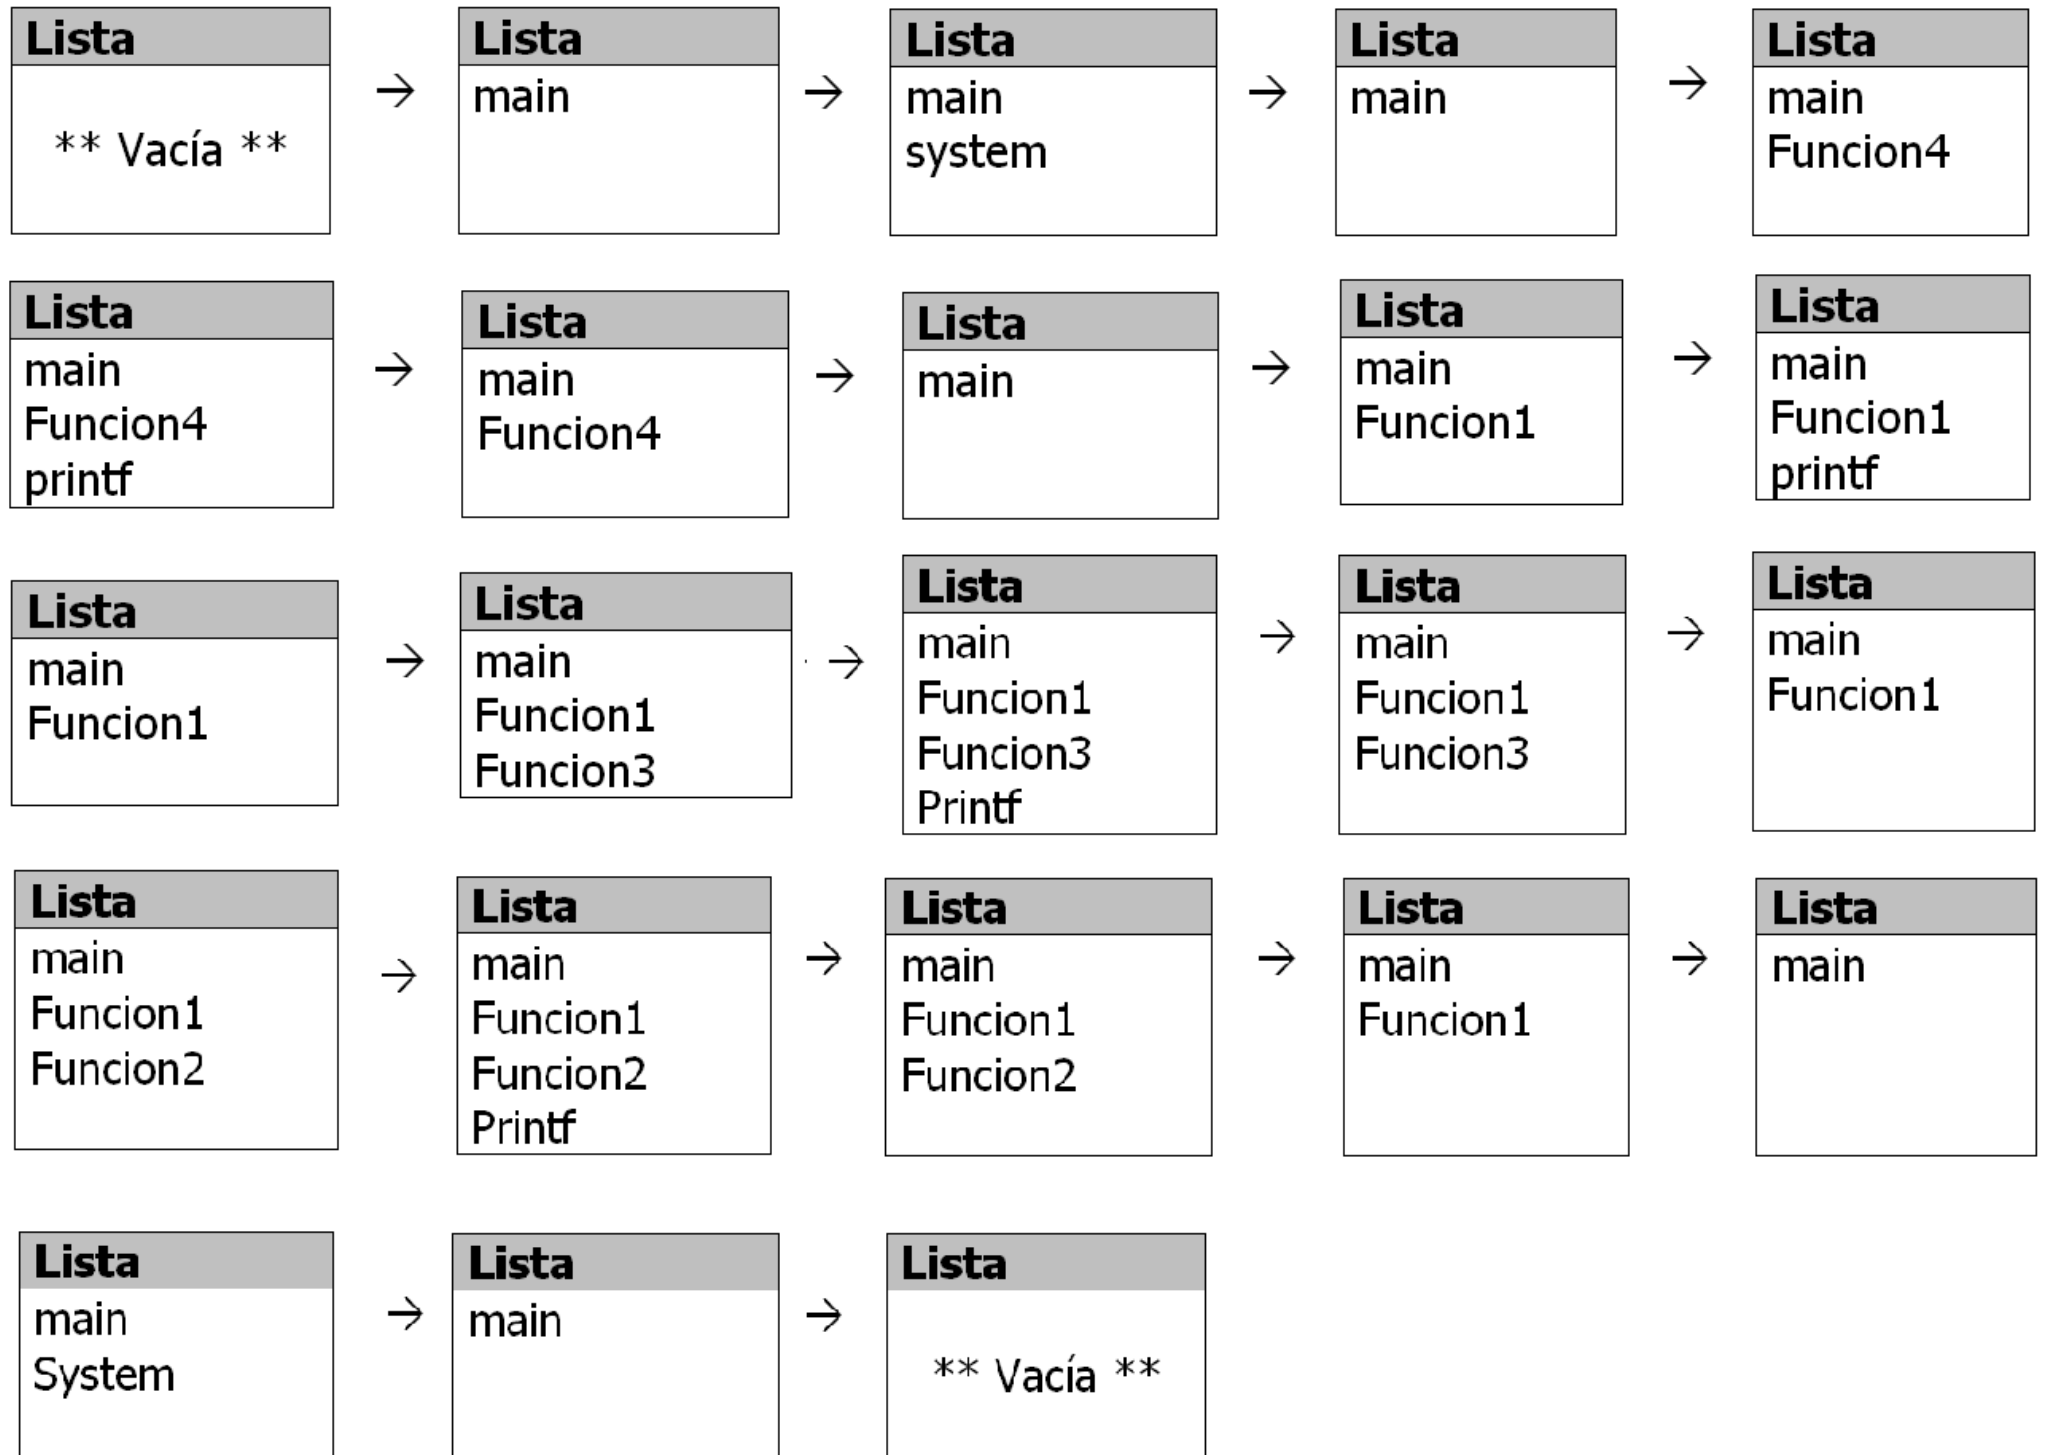 Lista
** Vacía **
→
Lista
main
→
Lista
main
system
→
Lista
main
→
Lista
main
Funcion4
Lista
main
Funcion4
printf
→
Lista
main
Funcion4
→
Lista
main
→
Lista
main
Funcion1
→
Lista
main
Funcion1
printf
Lista
main
Funcion1
→
Lista
main
Funcion1
Funcion3
→
Lista
main
Funcion1
Funcion3
Printf
→
Lista
main
Funcion1
Funcion3
→
Lista
main
Funcion1
Lista
main
Funcion1
Funcion2
→
Lista
main
Funcion1
Funcion2
Printf
→
Lista
main
Funcion1
Funcion2
→
Lista
main
Funcion1
→
Lista
main
Lista
main
System
→
Lista
main
→
Lista
** Vacía **